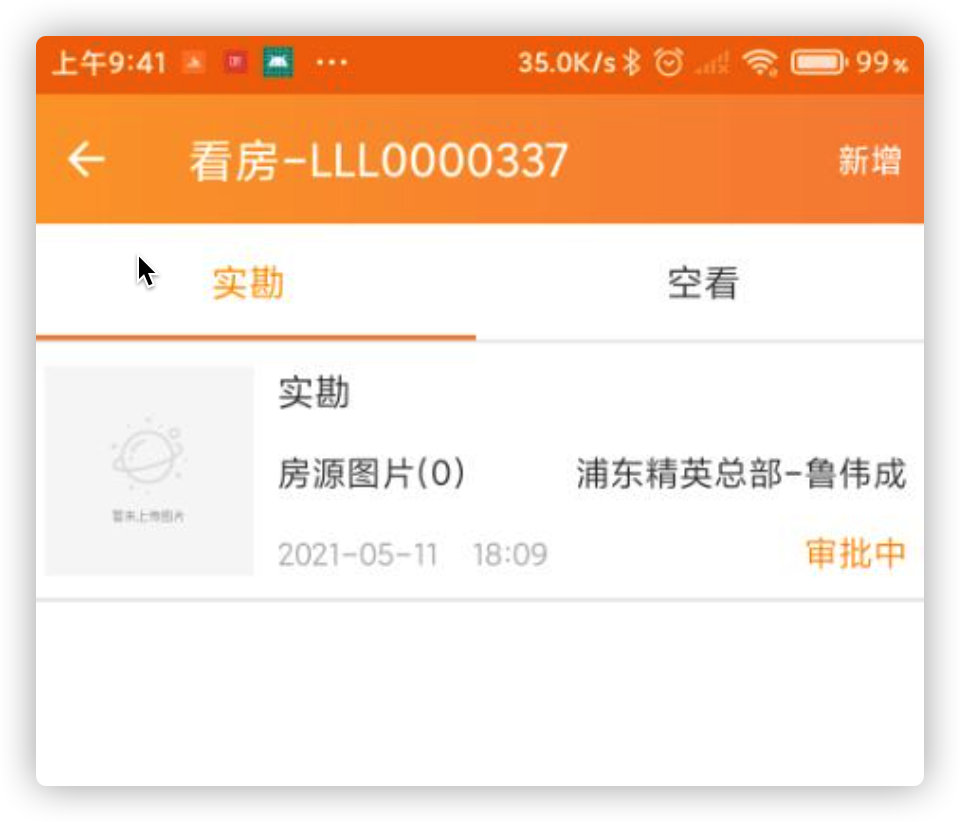 上午9:41 ... 35.0K/s 99%
看房-LLL0000337 新增
实勘 空看
实勘
房源图片(0) 浦东精英总部-鲁伟成
暂未上传图片
2021-05-11 18:09 审批中